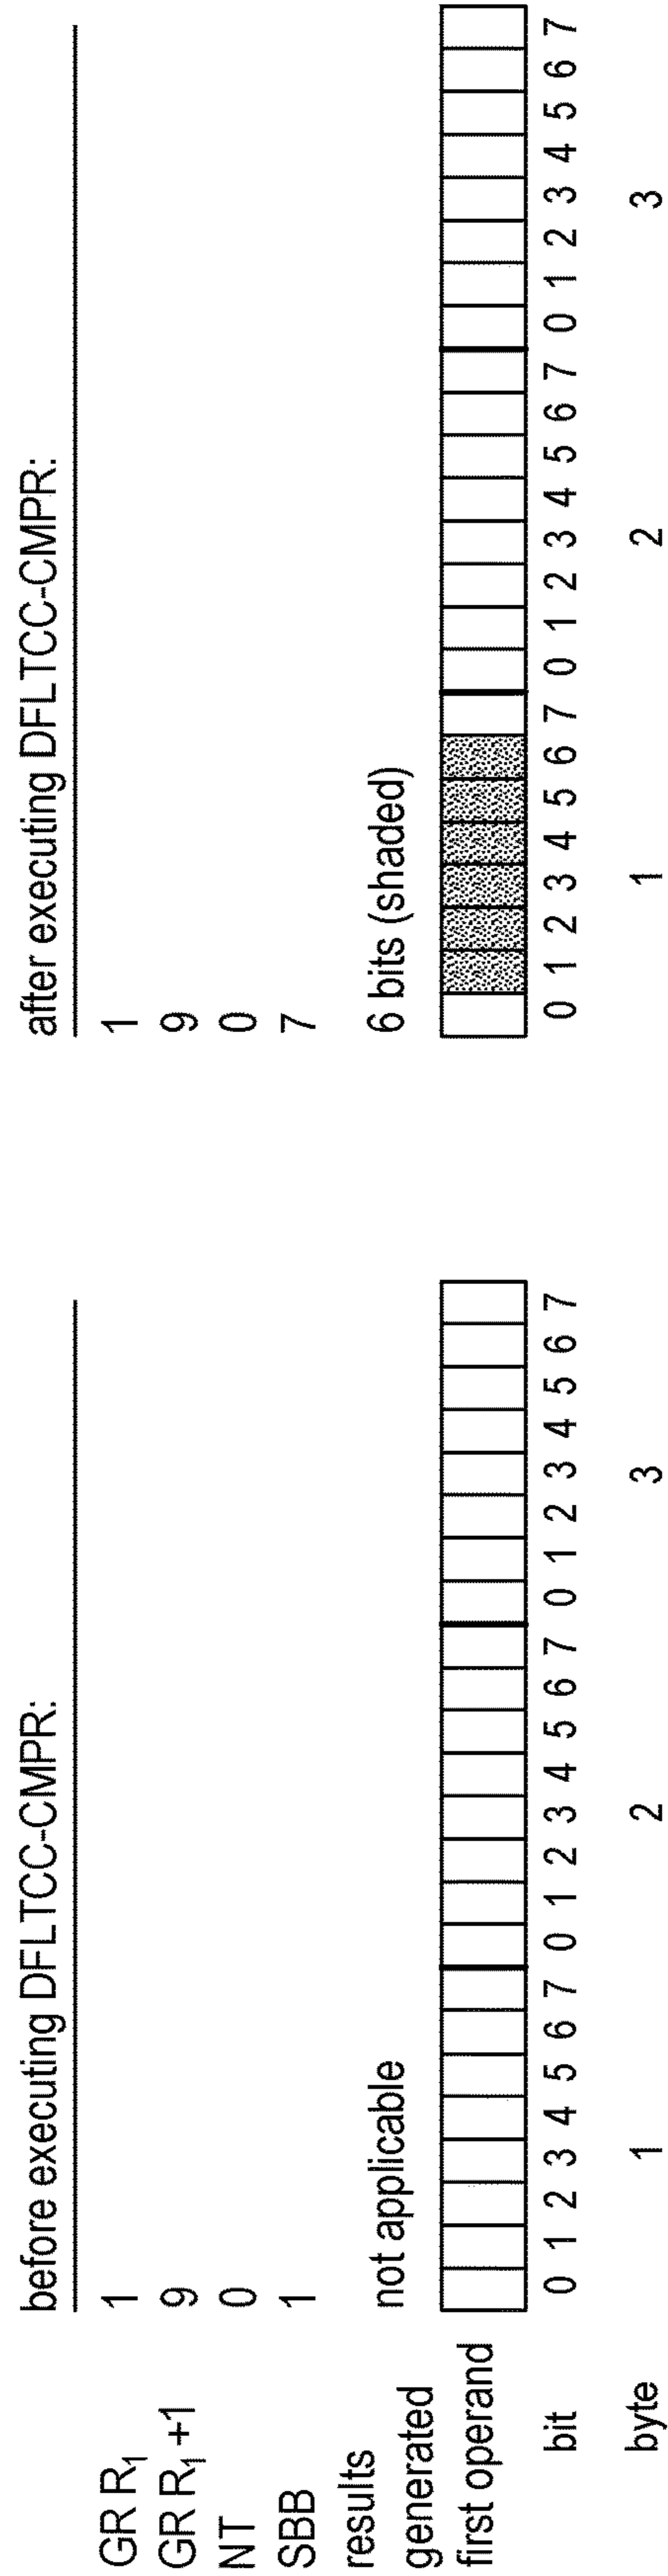 before executing DFLTCC-CMPR: after executing DFLTCC-CMPR:
GR R1 1 1
GR R1 +1 9 9
NT 0 0
SBB 1 7
results
generated not applicable 6 bits (shaded)
first operand
bit 0 1 2 3 4 5 6 7 0 1 2 3 4 5 6 7 0 1 2 3 4 5 6 7 0 1 2 3 4 5 6 7 0 1 2 3 4 5 6 7 0 1 2 3 4 5 6 7
byte 1 2 3 1 2 3